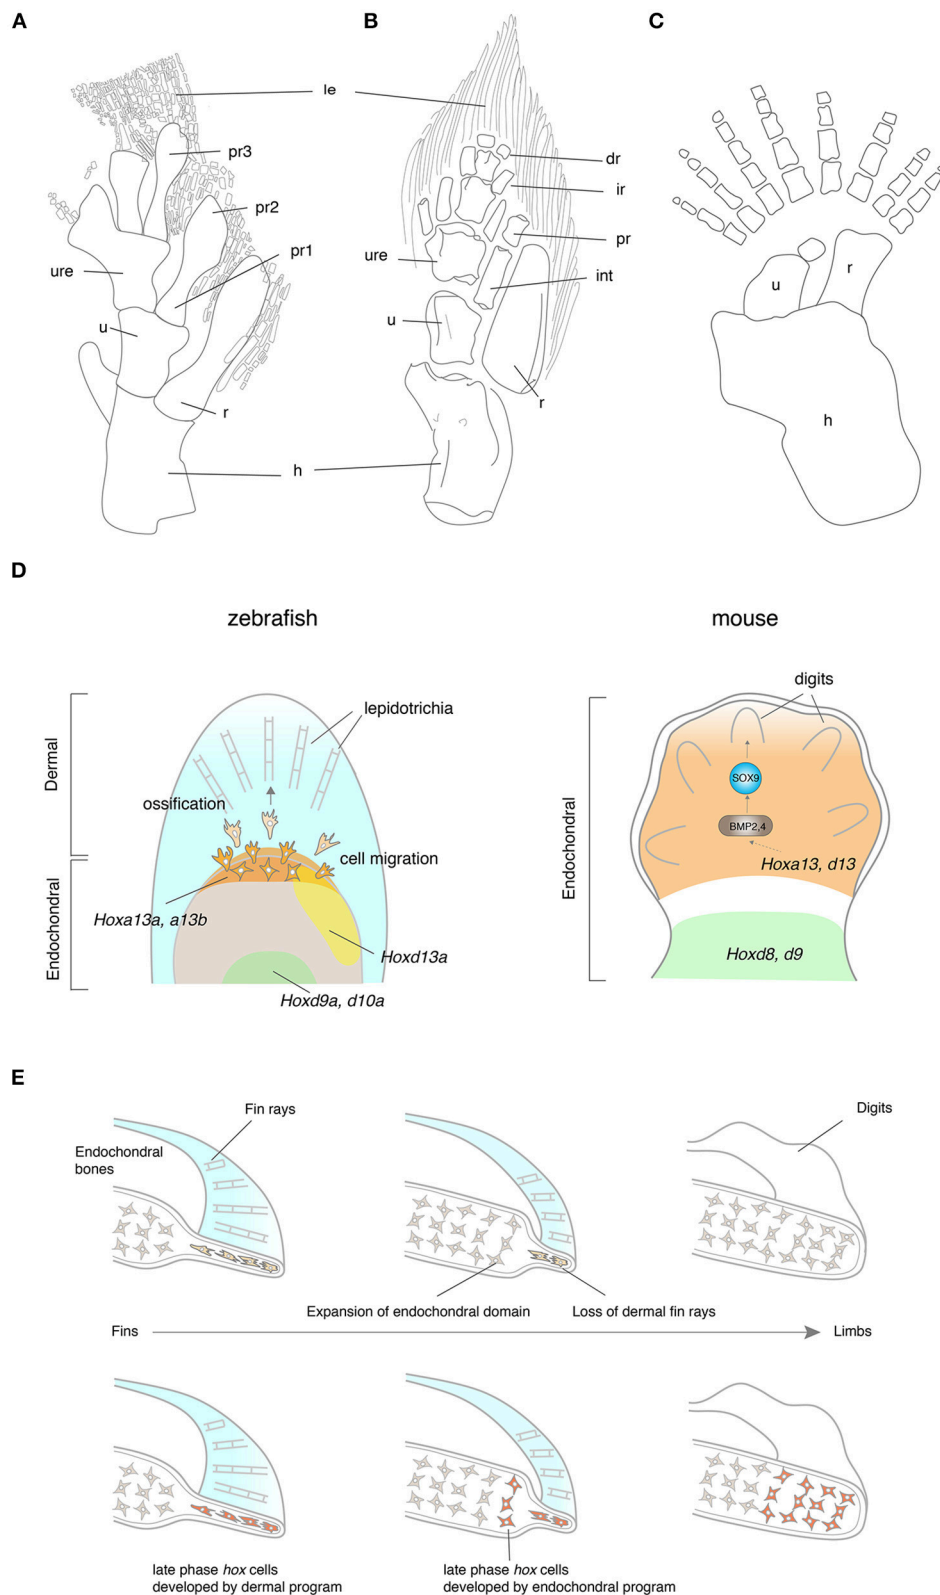 A
B
C
le
pr3
pr2
pr1
ure
u
r
h
dr
ir
pr
ure
int
u
r
u
r
h
D
zebrafish
mouse
digits
lepidotrichia
Dermal
ossification
SOX9
cell migration
BMP2,4
Endochondral
Endochondral
Hoxa13, d13
Hoxa13a, a13b
Hoxd13a
Hoxd8, d9
Hoxd9a, d10a
E
Fin rays
Digits
Endochondral
bones
Expansion of endochondral domain
Loss of dermal fin rays
Fins
Limbs
late phase hox cells
developed by dermal program
late phase hox cells
developed by endochondral program